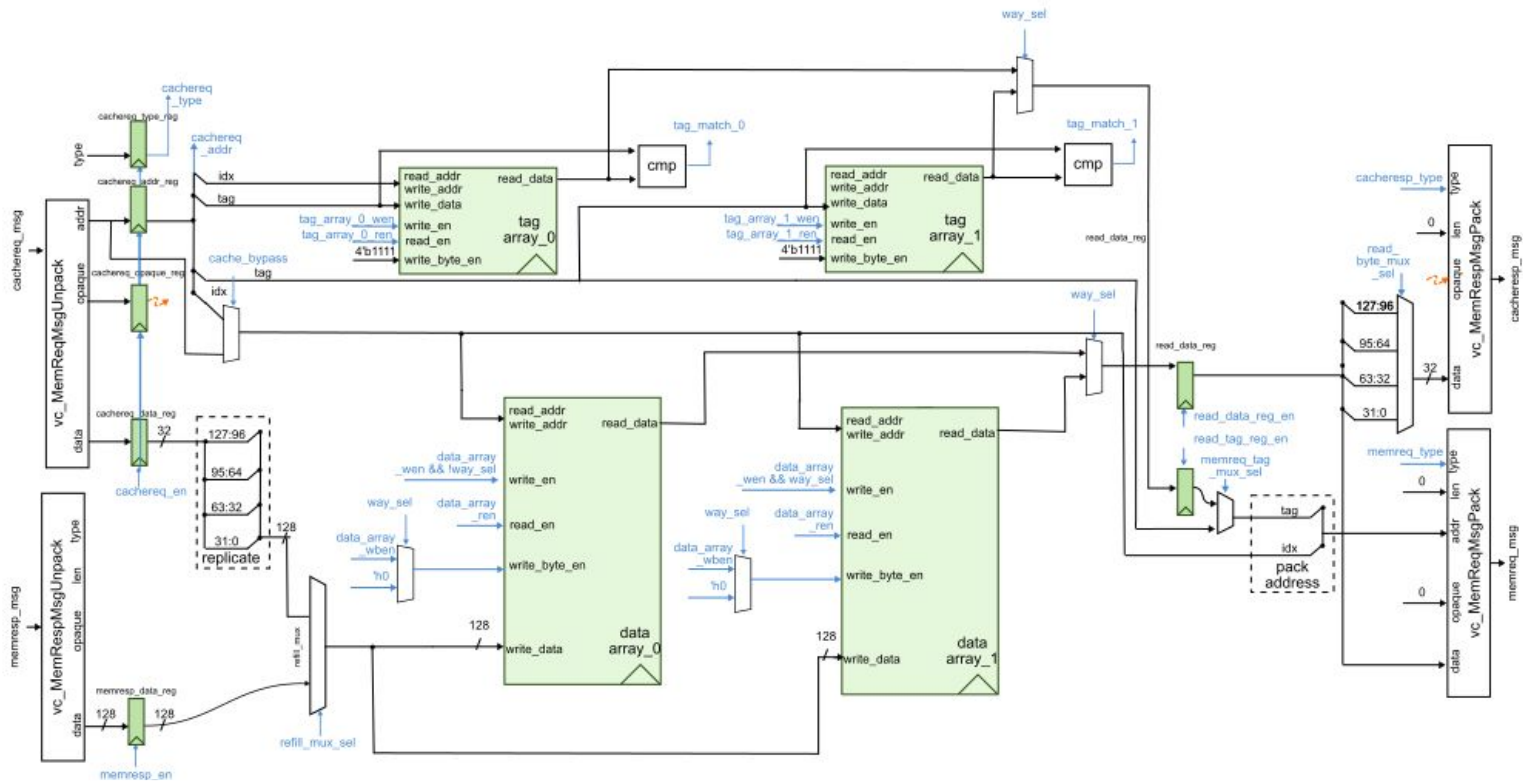 way_sel
cachereq
_type
cachereq_type_reg
type
cachereq
_addr
cachereq_addr_reg
addr
cachereq_msg
vc_MemReqMsgUnpack
opaque
cachereq_opaque_reg
data
cachereq_data_reg
32
cachereq_en
idx
tag
tag
idx
cache_bypass
tag_array_0_wen
tag_array_0_ren
4'b1111
read_addr
write_addr
write_data
write_en
read_en
write_byte_en
read_data
tag
array_0
cmp
tag_match_0
tag_array_1_wen
tag_array_1_ren
4'b1111
read_addr
write_addr
write_data
write_en
read_en
write_byte_en
read_data
tag
array_1
cmp
tag_match_1
read_data_reg
way_sel
127:96
95:64
63:32
31:0
replicate
128
memresp_msg
vc_MemRespMsgUnpack
type
len
opaque
data
128
memresp_data_reg
128
memresp_en
refill_mux
refill_mux_sel
way_sel
data_array
_wben
'h0
data_array
_wen && !way_sel
data_array
_ren
128
read_addr
write_addr
read_data
write_en
read_en
write_byte_en
write_data
data
array_0
way_sel
data_array
_wben
'h0
data_array
_wen && way_sel
data_array
_ren
128
read_addr
write_addr
read_data
write_en
read_en
write_byte_en
write_data
data
array_1
read_data_reg
read_data_reg_en
read_tag_reg_en
memreq_tag
_mux_sel
tag
idx
pack
address
read_
byte_mux
_sel
127:96
95:64
63:32
31:0
32
cacheresp_type
0
type
len
opaque
data
vc_MemRespMsgPack
cacheresp_msg
memreq_type
0
0
type
len
addr
opaque
data
vc_MemReqMsgPack
memreq_msg